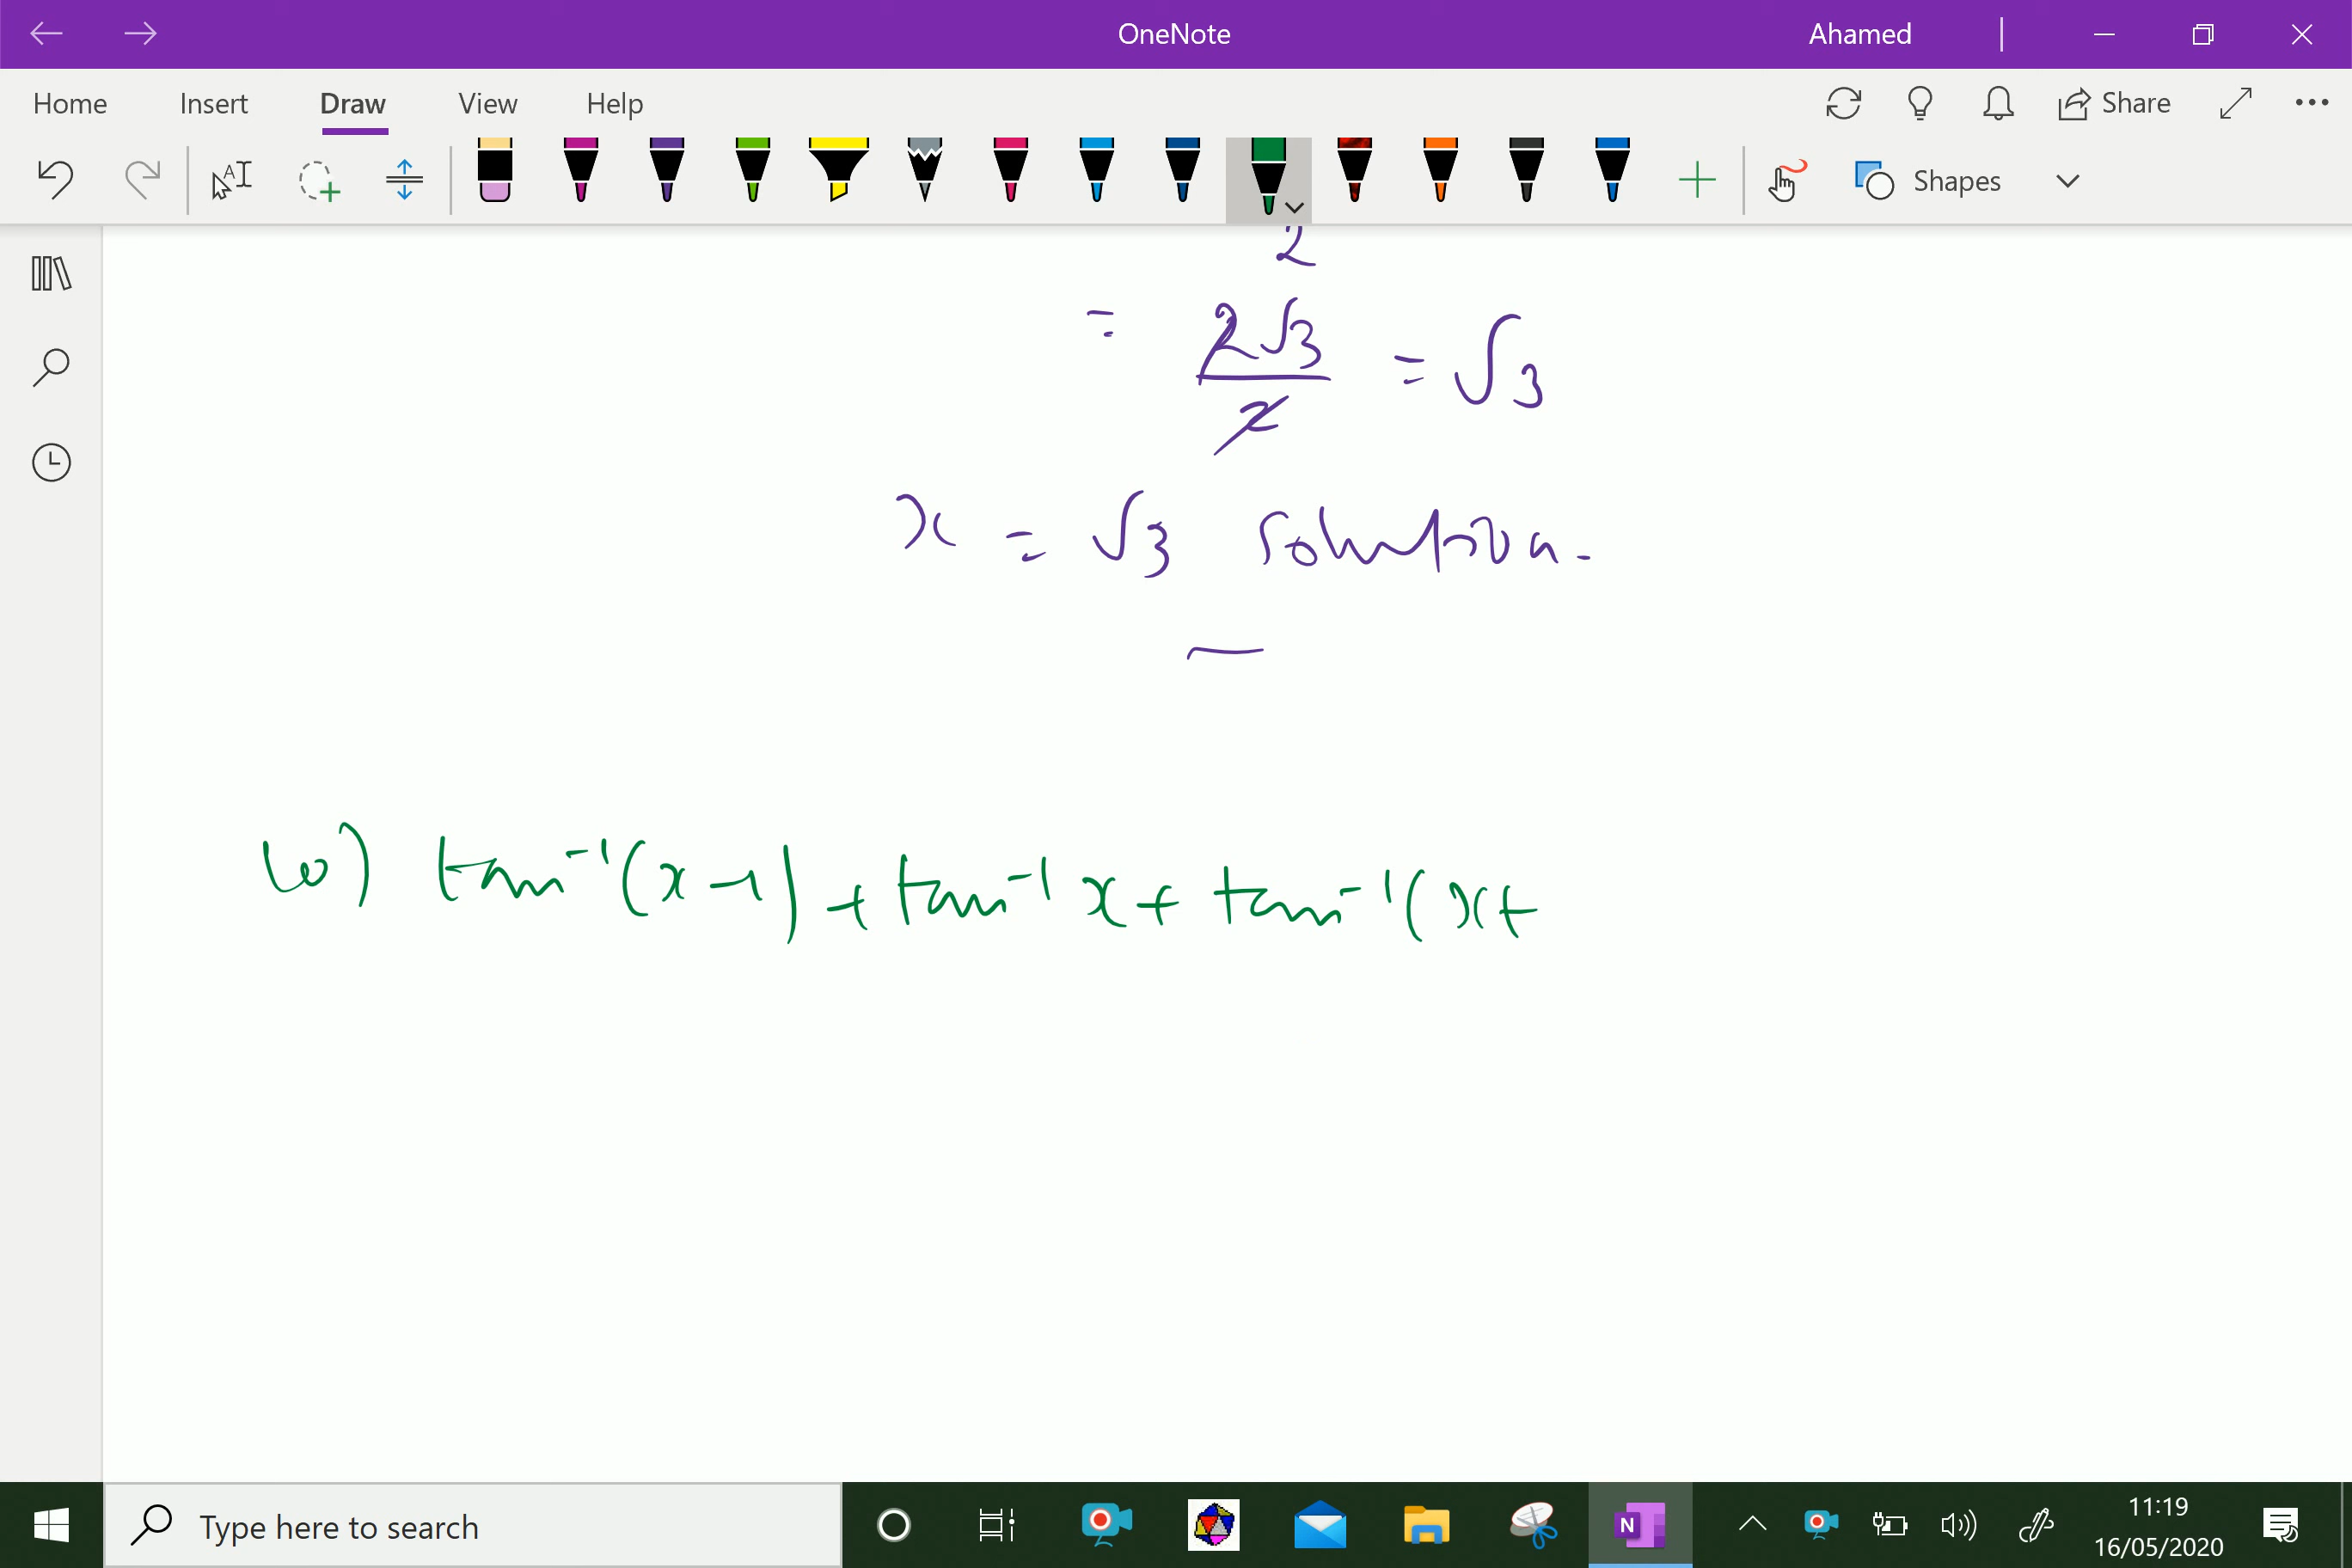 OneNote
Ahamed
Home Insert Draw View Help Share
Shapes
2
= 2√3/2 = √3
x = √3 solution.
tan⁻¹(x-1) + tan⁻¹ x + tan⁻¹(x+
Type here to search
N
11:19
16/05/2020